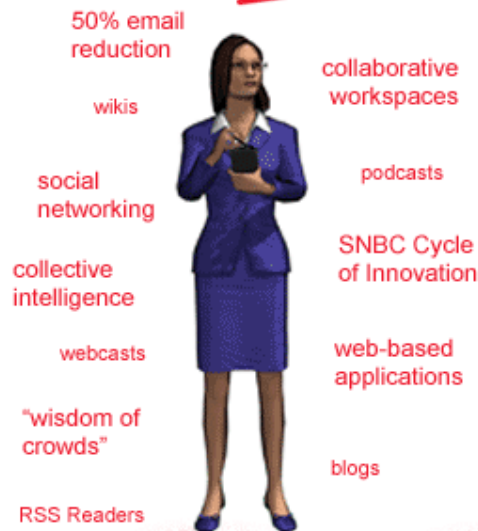 50% email
reduction
collaborative
workspaces
wikis
podcasts
social
networking
SNBC Cycle
of Innovation
collective
intelligence
webcasts
web-based
applications
“wisdom of
crowds”
blogs
RSS Readers